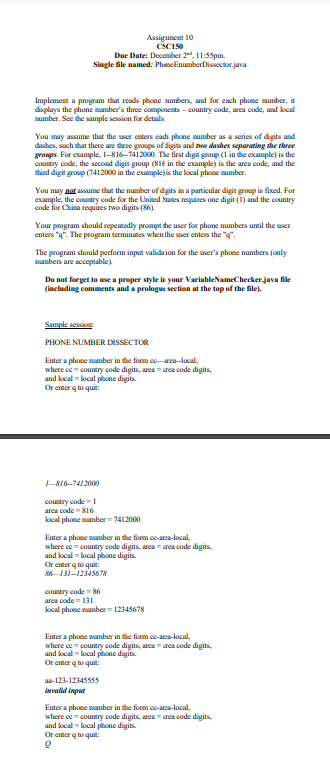 Assignment 10
CSC150
Due Date: December 2nd, 11:55pm.
Single file named: PhoneEnumberDissector.java
Implement a program that reads phone numbers, and for each phone number, it
displays the phone number's three components – country code, area code, and local
number. See the sample session for details
You may assume that the user enters each phone number as a series of digits and
dashes, such that there are three groups of digits and two dashes separating the three
groups. For example, 1--816--7412000. The first digit group (1 in the example) is the
country code, the second digit group (816 in the example) is the area code, and the
third digit group (7412000 in the example) is the local phone number.
You may not assume that the number of digits in a particular digit group is fixed. For
example, the country code for the United States requires one digit (1) and the country
code for China requires two digits (86).
Your program should repeatedly prompt the user for phone numbers until the user
enters "q". The program terminates when the user enters the "q".
The program should perform input validation for the user's phone numbers (only
numbers are acceptable).
Do not forget to use a proper style in your VariableNameChecker.java file
(including comments and a prologue section at the top of the file).
Sample session:
PHONE NUMBER DISSECTOR
Enter a phone number in the form cc—area--local,
where cc = country code digits, area = area code digits,
and local = local phone digits.
Or enter q to quit:
1—816--7412000
country code = 1
area code = 816
local phone number = 7412000
Enter a phone number in the form cc-area-local,
where cc = country code digits, area = area code digits,
and local = local phone digits.
Or enter q to quit:
86—131--12345678
country code = 86
area code = 131
local phone number = 12345678
Enter a phone number in the form cc-area-local,
where cc = country code digits, area = area code digits,
and local = local phone digits.
Or enter q to quit:
aa-123-12345555
invalid input
Enter a phone number in the form cc-area-local,
where cc = country code digits, area = area code digits,
and local = local phone digits.
Or enter q to quit:
Q